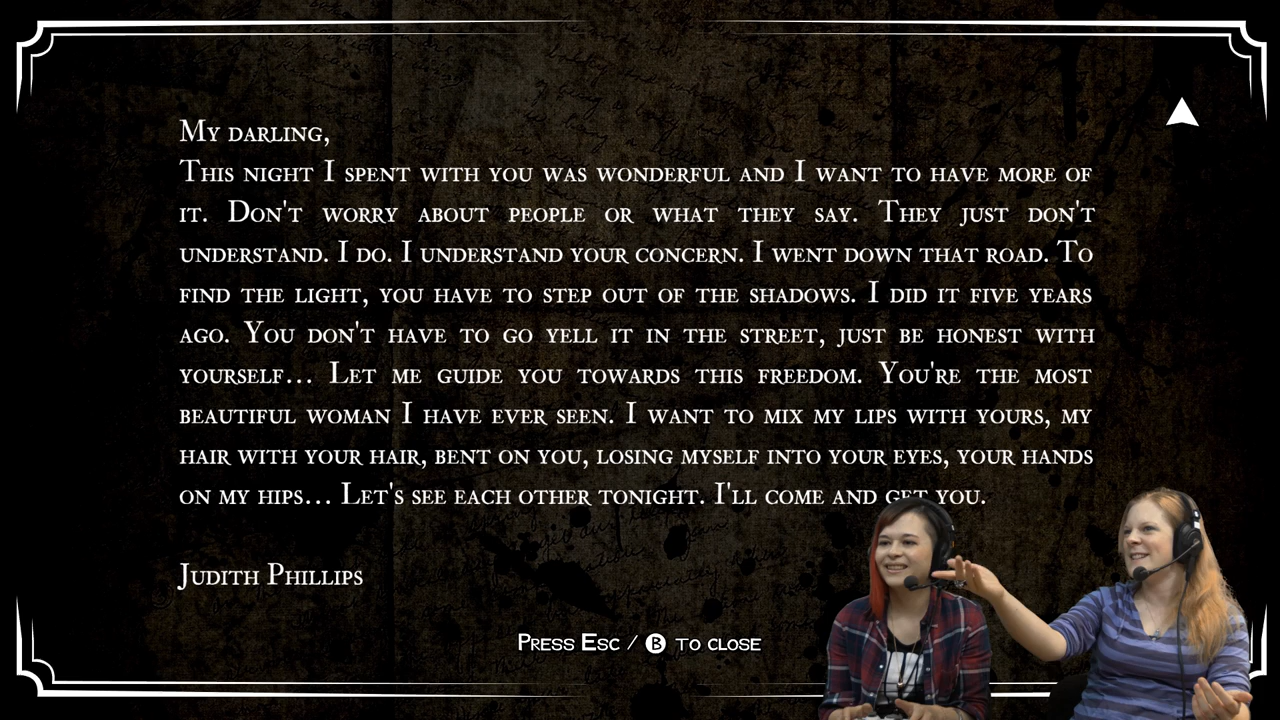 My darling,
This night I spent with you was wonderful and I want to have more of
it. Don't worry about people or what they say. They just don't
understand. I do. I understand your concern. I went down that road. To
find the light, you have to step out of the shadows. I did it five years
ago. You don't have to go yell it in the street, just be honest with
yourself... Let me guide you towards this freedom. You're the most
beautiful woman I have ever seen. I want to mix my lips with yours, my
hair with your hair, bent on you, losing myself into your eyes, your hands
on my hips... Let's see each other tonight. I'll come and get you.
Judith Phillips
Press Esc / B to close